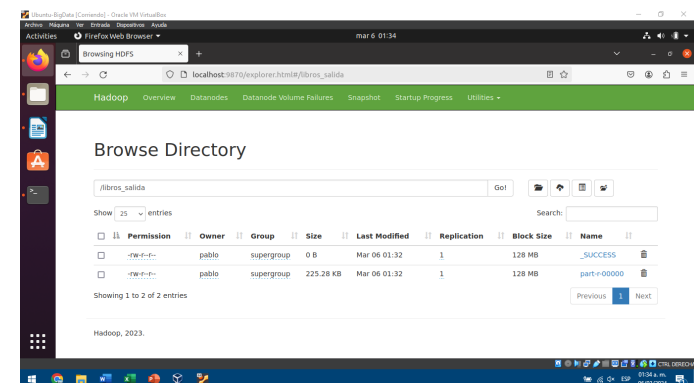 Ubuntu-BigData [Corriendo] - Oracle VM VirtualBox
Archivo Máquina Ver Entrada Dispositivos Ayuda
Activities Firefox Web Browser mar 6 01:34
Browsing HDFS
localhost:9870/explorer.html#/libros_salida
Hadoop Overview Datanodes Datanode Volume Failures Snapshot Startup Progress Utilities
Browse Directory
/libros_salida Go!
Show 25 entries Search:
Permission Owner Group Size Last Modified Replication Block Size Name
-rw-r--r-- pablo supergroup 0 B Mar 06 01:32 1 128 MB _SUCCESS
-rw-r--r-- pablo supergroup 225.28 KB Mar 06 01:32 1 128 MB part-r-00000
Showing 1 to 2 of 2 entries Previous 1 Next
Hadoop, 2023.
CTRL DERECHA
ESP 01:34 a. m.